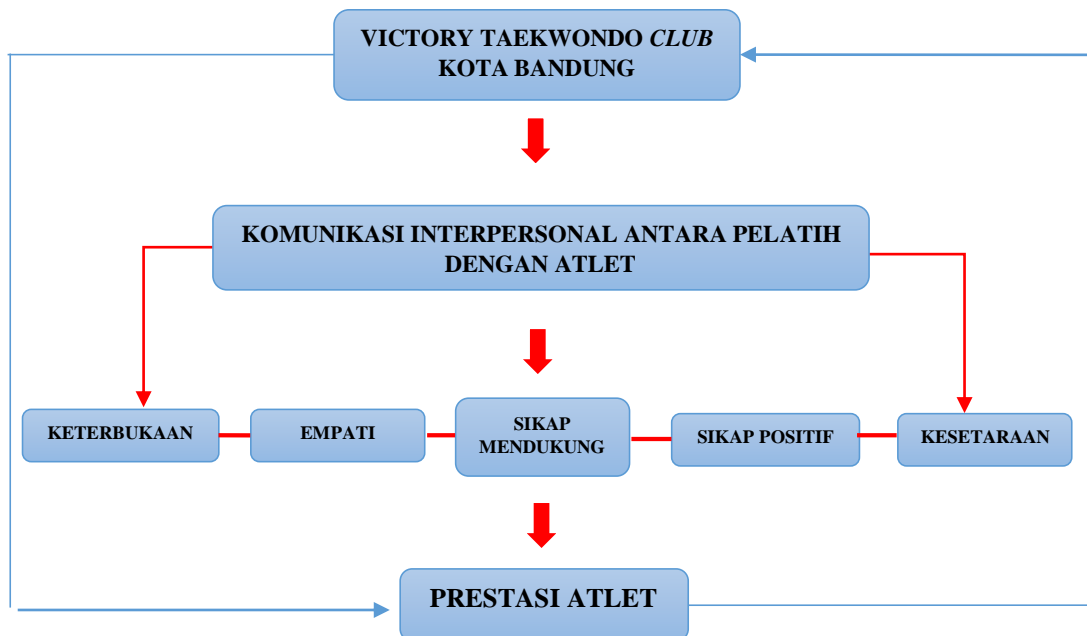 VICTORY TAEKWONDO CLUB
KOTA BANDUNG
KOMUNIKASI INTERPERSONAL ANTARA PELATIH
DENGAN ATLET
KETERBUKAAN
EMPATI
SIKAP
MENDUKUNG
SIKAP POSITIF
KESETARAAN
PRESTASI ATLET